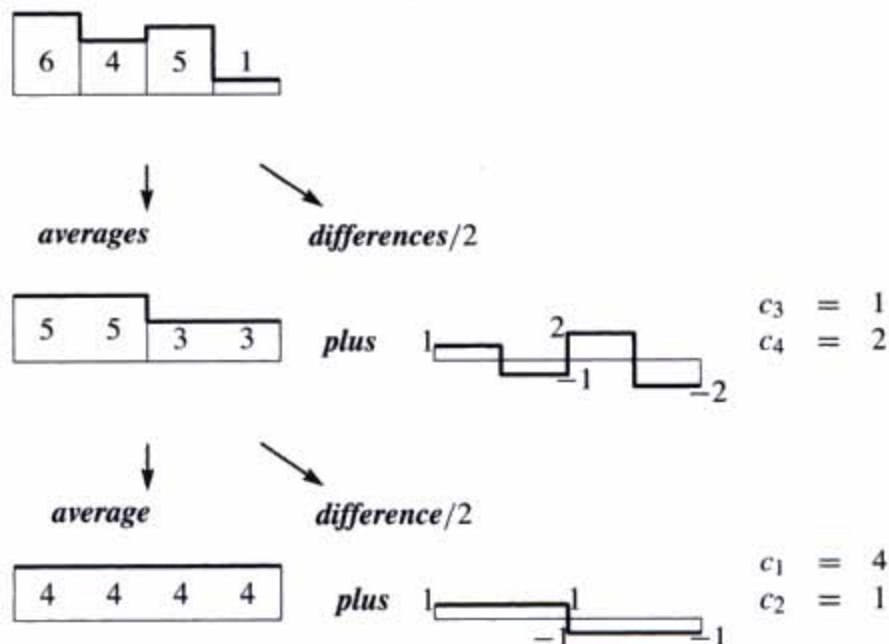 6 4 5 1
averages differences/2
5 5 3 3 plus 1 −1 2 −2 c3 = 1
c4 = 2
average difference/2
4 4 4 4 plus 1 1 −1 −1 c1 = 4
c2 = 1